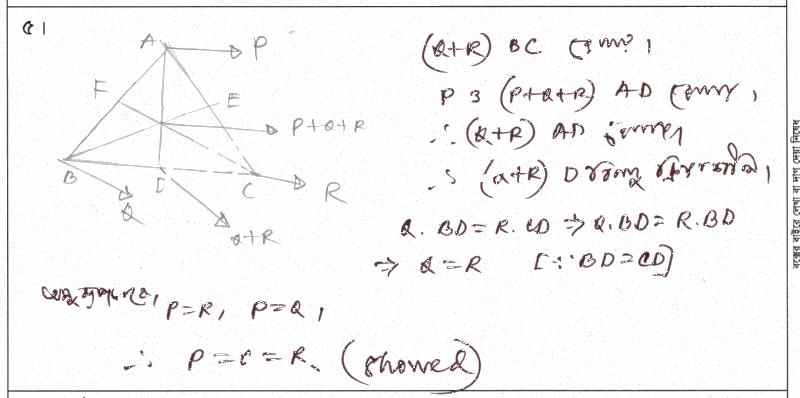 ৫।
A P
F E
P+Q+R
B D C R
Q Q+R
(Q+R) BC রেখায়।
P ও (P+Q+R) AD রেখায়,
∴ (Q+R) AD রেখায়।
∴ (Q+R) D বিন্দুতে ক্রিয়াশীল।
Q. BD = R. CD ⇒ Q. BD = R. BD
⇒ Q = R [∵ BD = CD]
অনুরূপভাবে, P=R, P=Q,
∴ P = Q = R. (showed)
বক্সের বাইরে লেখা বা দাগ দেয়া নিষেধ